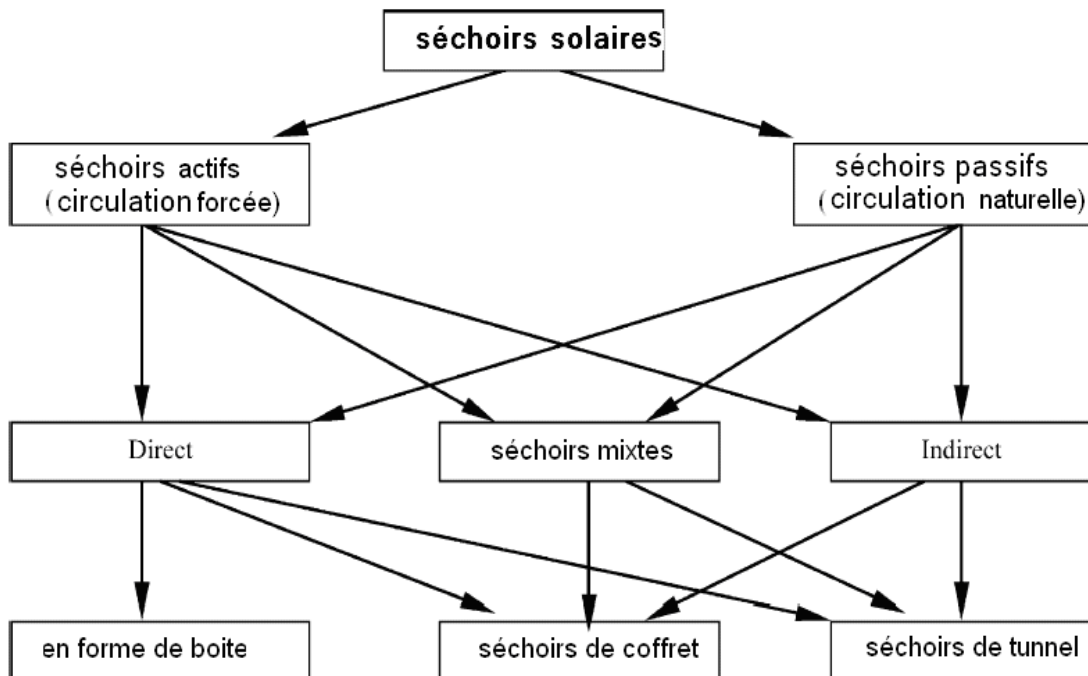 séchoirs solaires
séchoirs actifs
(circulation forcée)
séchoirs passifs
(circulation naturelle)
Direct
séchoirs mixtes
Indirect
en forme de boite
séchoirs de coffret
séchoirs de tunnel